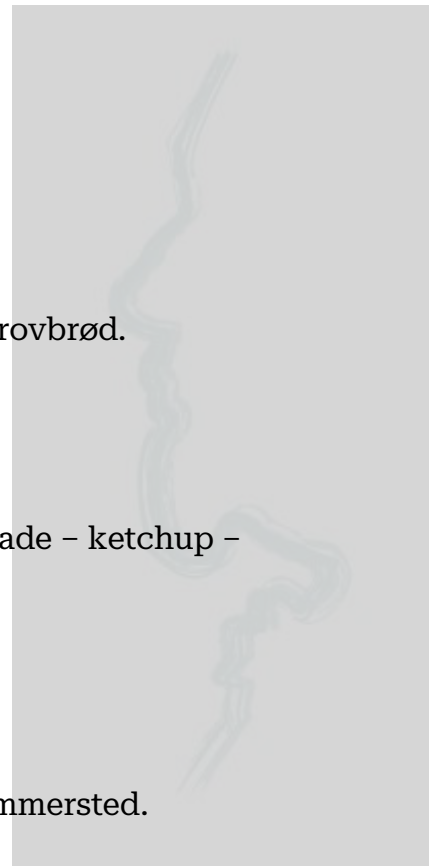 rovbrød.
ade – ketchup –
mmersted.